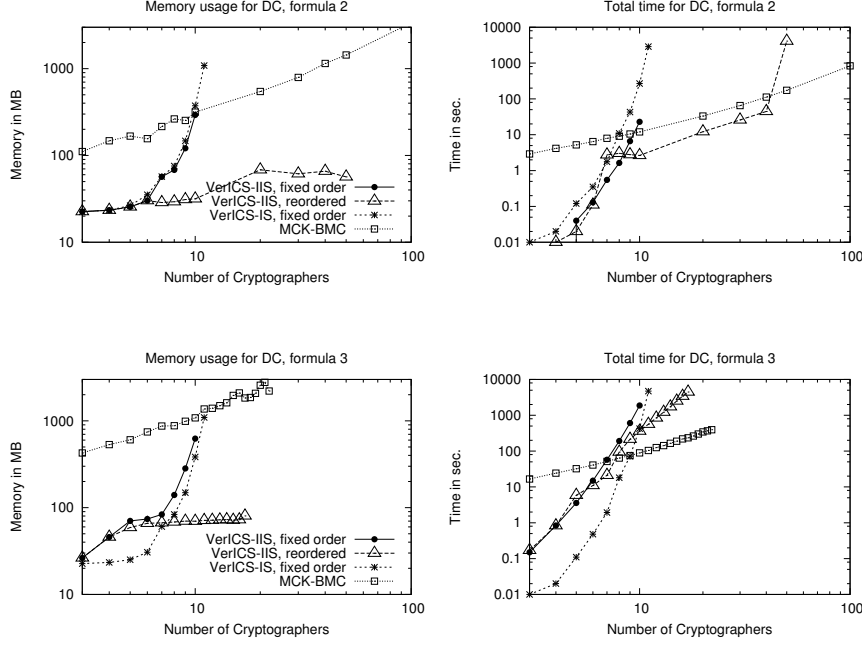 Memory usage for DC, formula 2
Memory in MB
1000
100
10
10
100
Number of Cryptographers
VerICS-IIS, fixed order
VerICS-IIS, reordered
VerICS-IS, fixed order
MCK-BMC
Total time for DC, formula 2
Time in sec.
10000
1000
100
10
1
0.1
0.01
10
100
Number of Cryptographers
Memory usage for DC, formula 3
Memory in MB
1000
100
10
10
100
Number of Cryptographers
VerICS-IIS, fixed order
VerICS-IIS, reordered
VerICS-IS, fixed order
MCK-BMC
Total time for DC, formula 3
Time in sec.
10000
1000
100
10
1
0.1
0.01
10
100
Number of Cryptographers